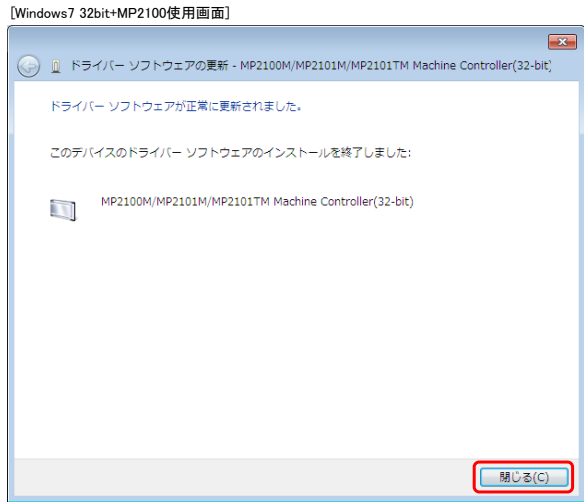 [Windows7 32bit+MP2100使用画面]
ドライバー ソフトウェアの更新 - MP2100M/MP2101M/MP2101TM Machine Controller(32-bit)
ドライバー ソフトウェアが正常に更新されました。
このデバイスのドライバー ソフトウェアのインストールを終了しました:
MP2100M/MP2101M/MP2101TM Machine Controller(32-bit)
閉じる(C)